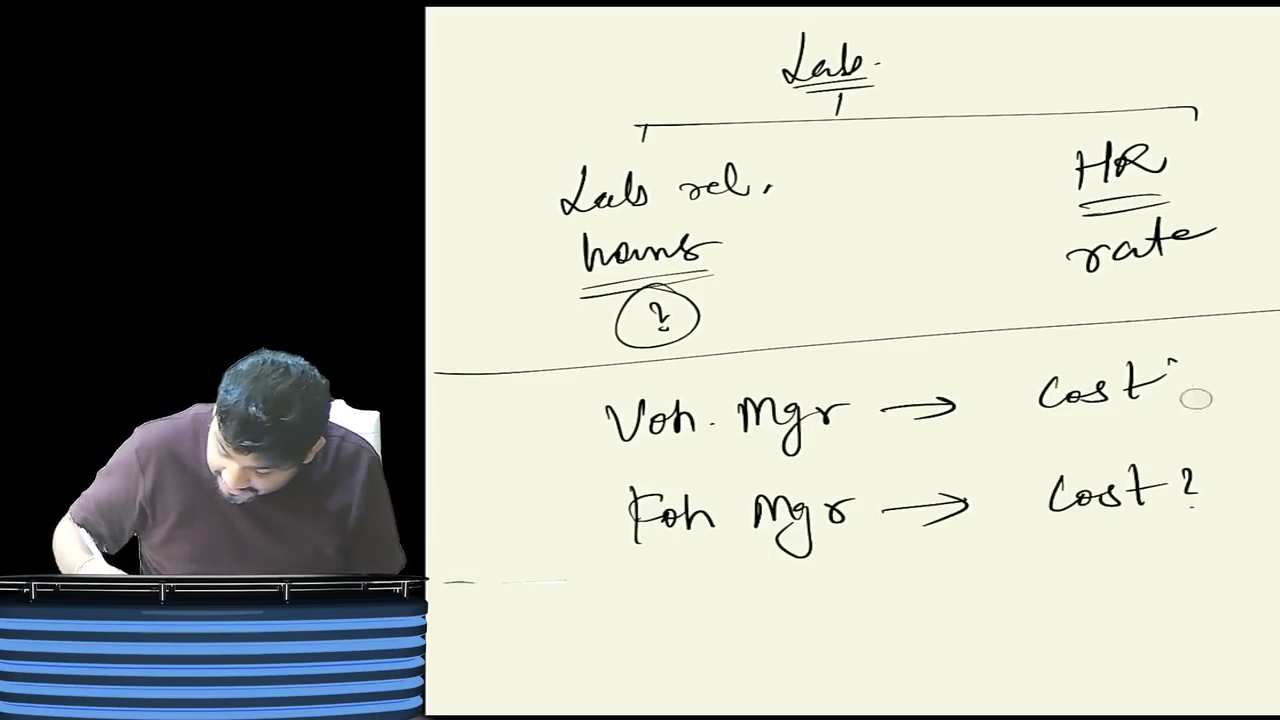 Lab.
Lab rel.
hours
?
HR
rate
Voh. Mgr → Cost
Foh Mgr → Cost ?